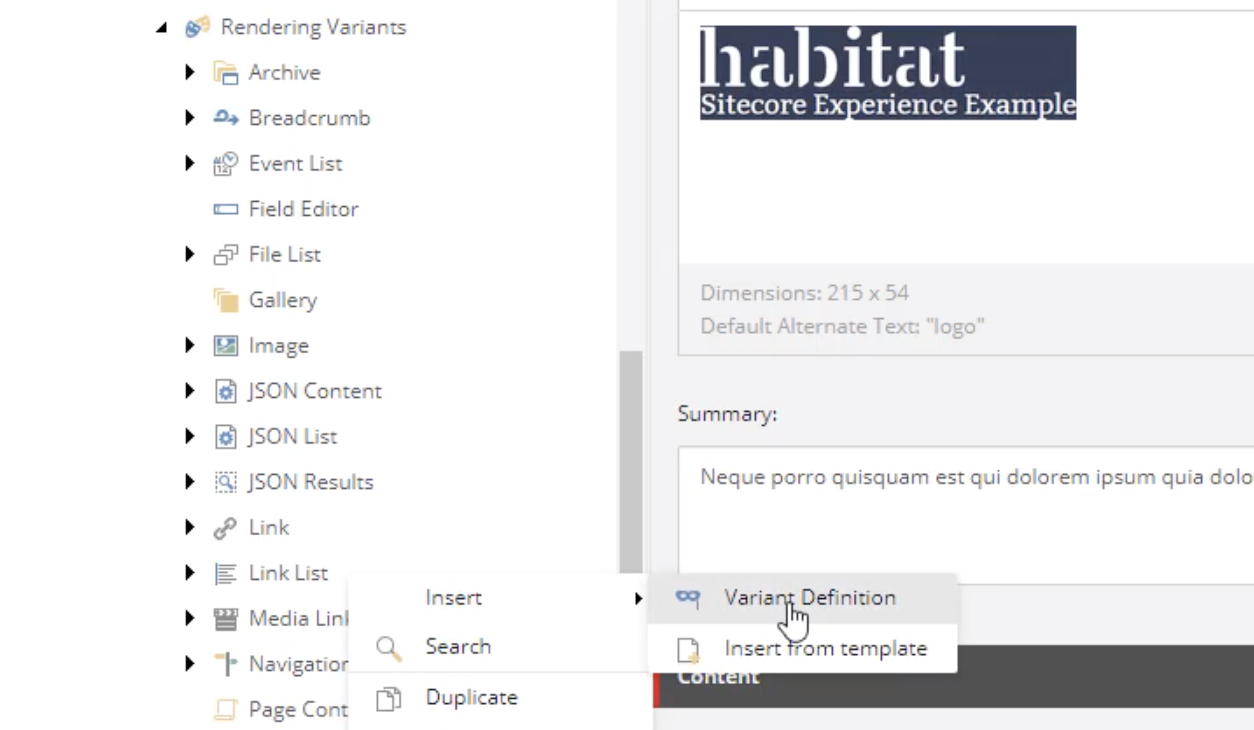 Rendering Variants
Archive
Breadcrumb
Event List
Field Editor
File List
Gallery
Image
JSON Content
JSON List
JSON Results
Link
Link List
Media Link
Navigation
Page Cont
Insert
Search
Duplicate
Variant Definition
Insert from template
habitat
Sitecore Experience Example
Dimensions: 215 x 54
Default Alternate Text: "logo"
Summary:
Neque porro quisquam est qui dolorem ipsum quia dolo
Content